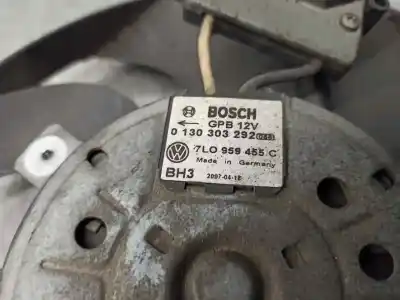 BOSCH
GPB 12V
0 130 303 292
7L0 959 455 C
Made in Germany
BH3 2007-04-18